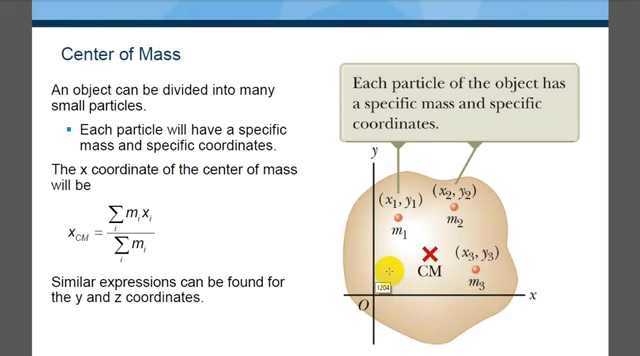 Center of Mass
An object can be divided into many
small particles.
▪ Each particle will have a specific
mass and specific coordinates.
The x coordinate of the center of mass
will be
x_CM = ∑_i m_i x_i / ∑_i m_i
Similar expressions can be found for
the y and z coordinates.
Each particle of the object has
a specific mass and specific
coordinates.
y
(x₁, y₁)
(x₂, y₂)
m₁
m₂
(x₃, y₃)
CM
m₃
1204
O
x